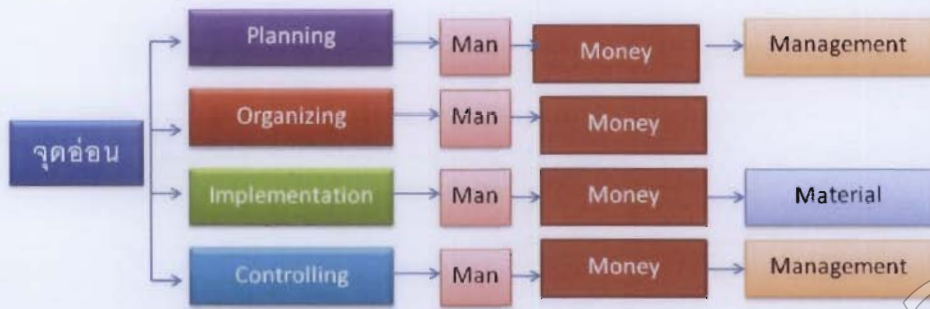 จุดอ่อน
Planning Man Money Management
Organizing Man Money
Implementation Man Money Material
Controlling Man Money Management